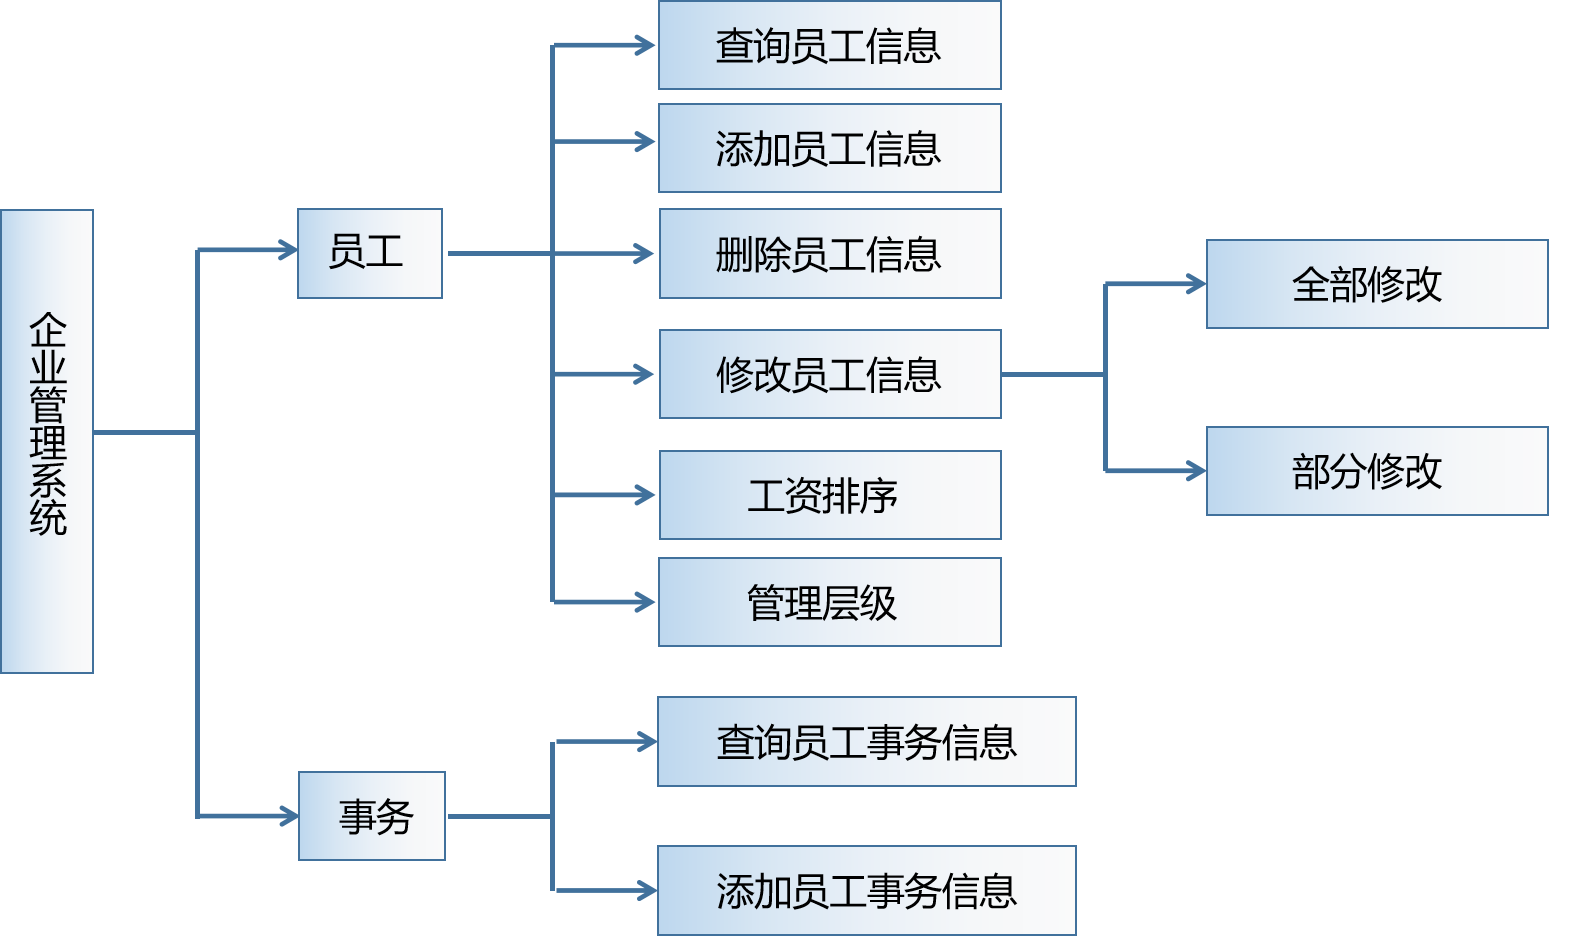 企业管理系统
员工
查询员工信息
添加员工信息
删除员工信息
修改员工信息
全部修改
部分修改
工资排序
管理层级
事务
查询员工事务信息
添加员工事务信息